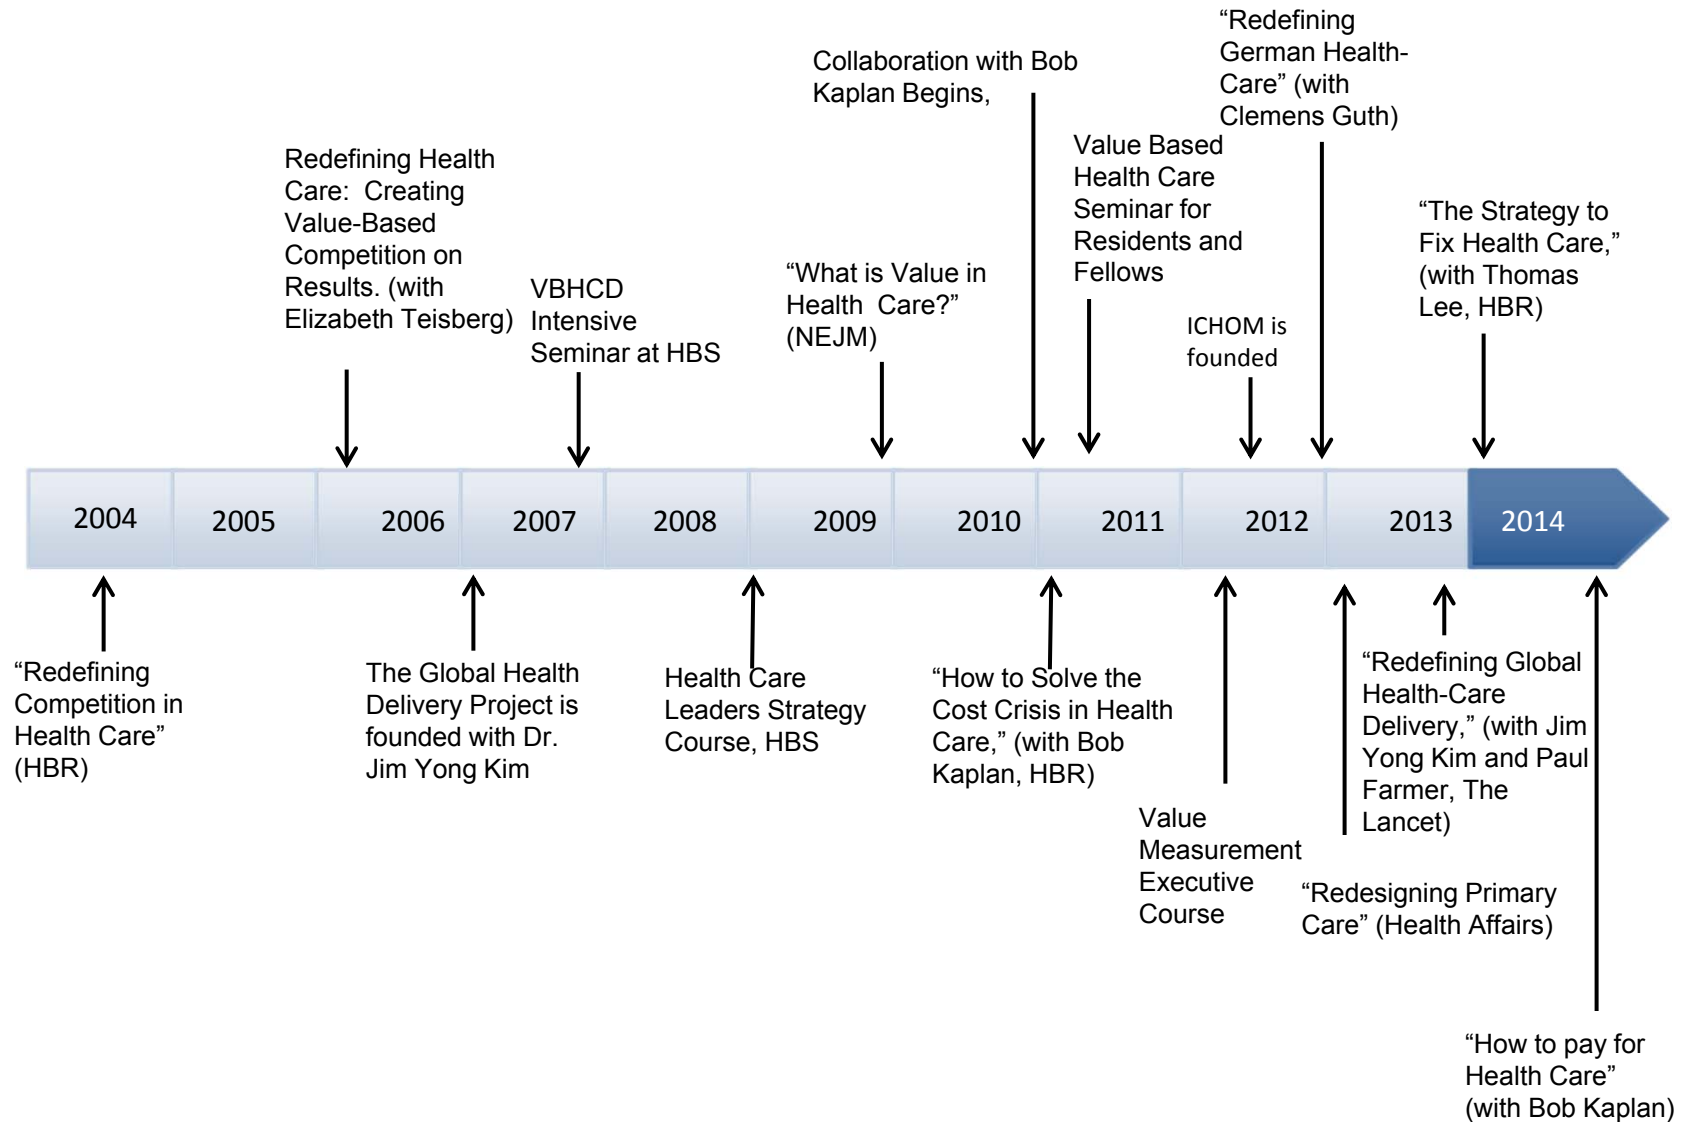 “Redefining
German Health-
Care” (with
Clemens Guth)
Collaboration with Bob
Kaplan Begins,
Redefining Health
Care:  Creating
Value-Based
Competition on
Results. (with
Elizabeth Teisberg)
VBHCD
Intensive
Seminar at HBS
“What is Value in
Health  Care?”
(NEJM)
Value Based
Health Care
Seminar for
Residents and
Fellows
ICHOM is
founded
“The Strategy to
Fix Health Care,”
(with Thomas
Lee, HBR)
2004 2005 2006 2007 2008 2009 2010 2011 2012 2013 2014
“Redefining
Competition in
Health Care”
(HBR)
The Global Health
Delivery Project is
founded with Dr.
Jim Yong Kim
Health Care
Leaders Strategy
Course, HBS
“How to Solve the
Cost Crisis in Health
Care,” (with Bob
Kaplan, HBR)
Value
Measurement
Executive
Course
“Redesigning Primary
Care” (Health Affairs)
“Redefining Global
Health-Care
Delivery,” (with Jim
Yong Kim and Paul
Farmer, The
Lancet)
“How to pay for
Health Care”
(with Bob Kaplan)